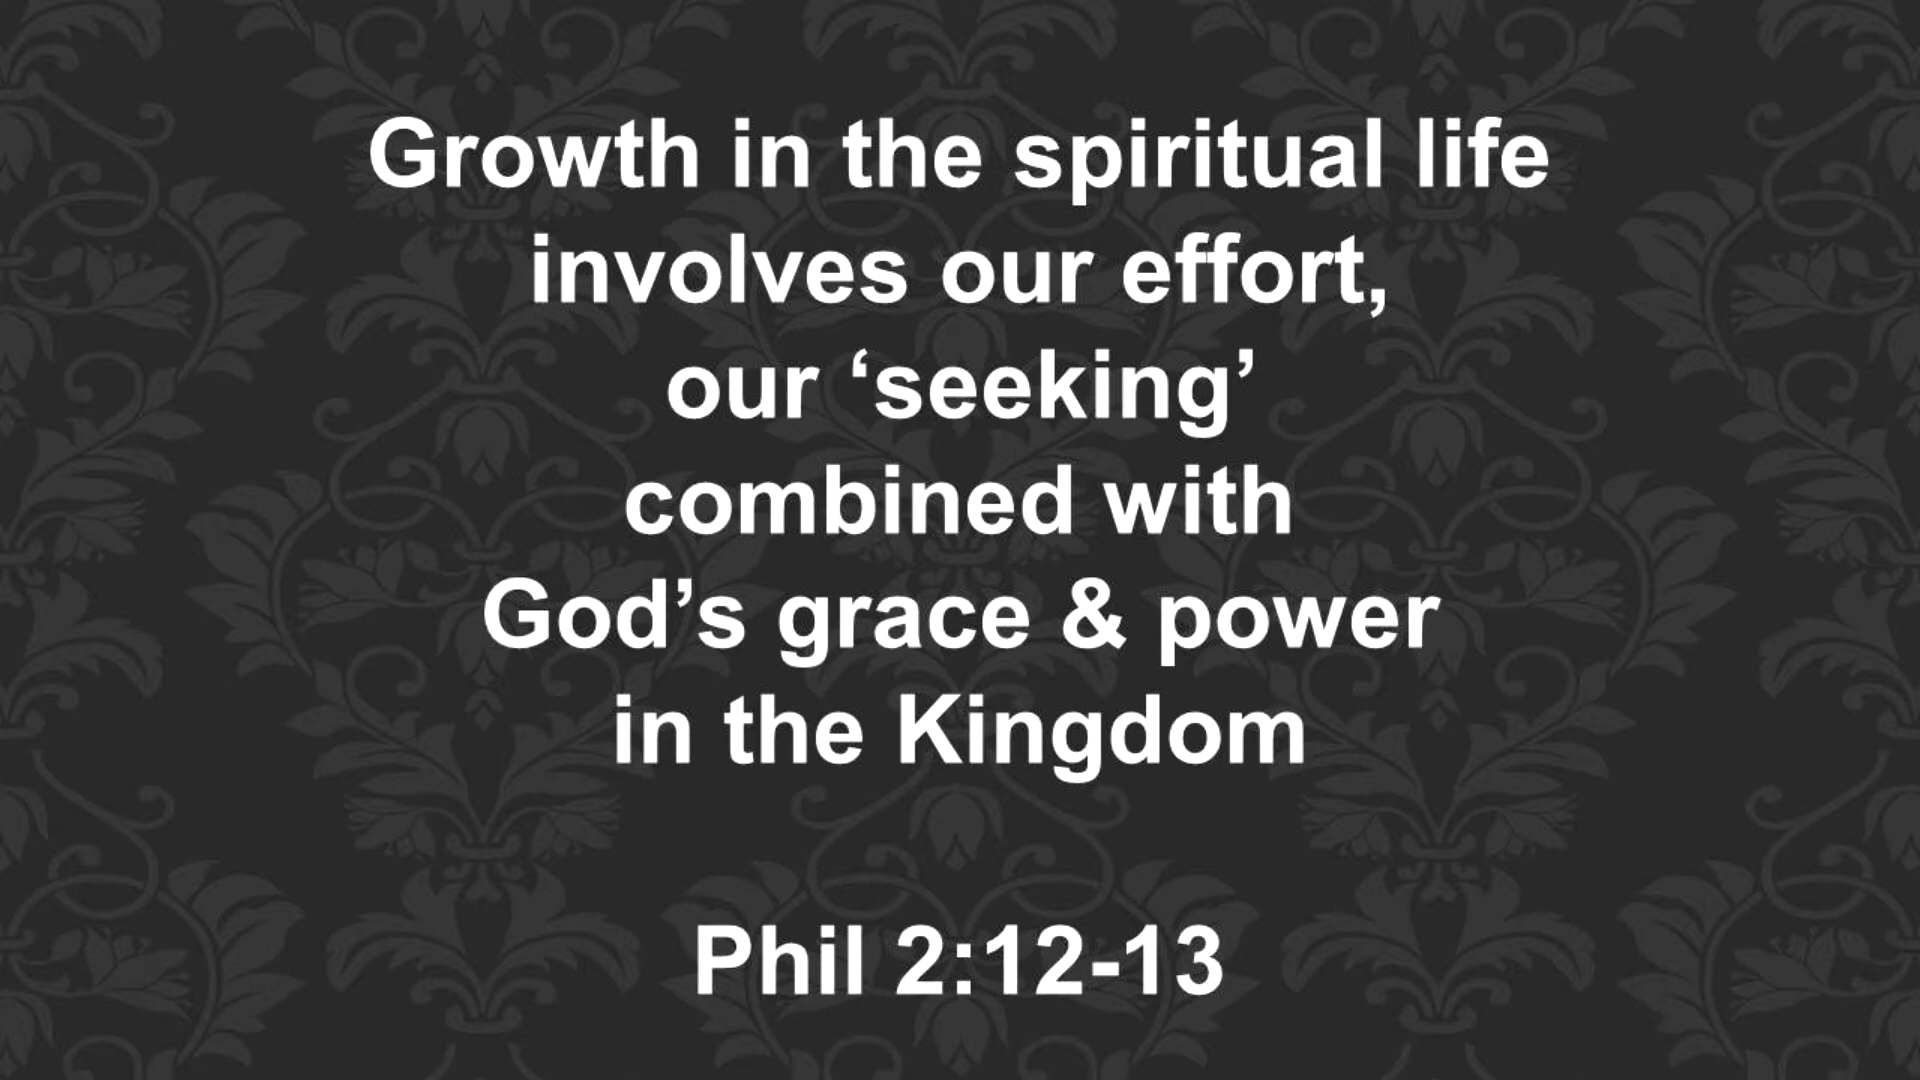 Growth in the spiritual life
involves our effort,
our ‘seeking’
combined with
God’s grace & power
in the Kingdom
Phil 2:12-13